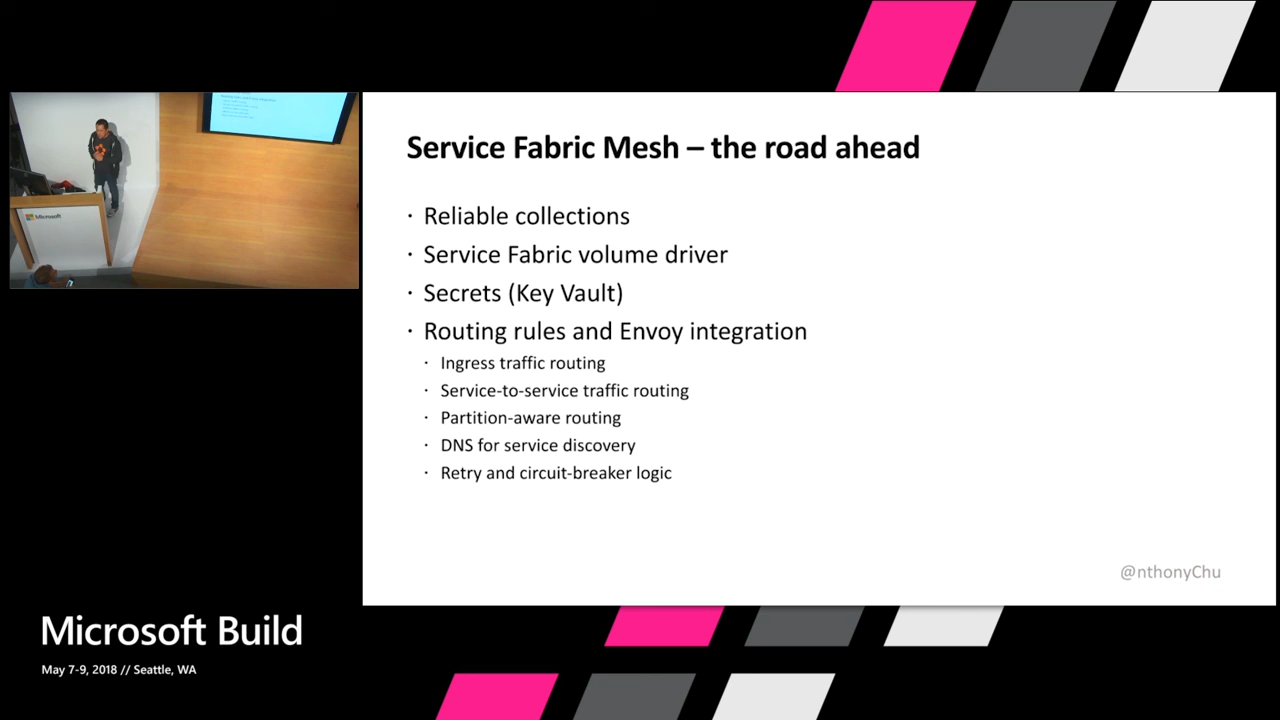 Microsoft
Service Fabric Mesh – the road ahead
· Reliable collections
· Service Fabric volume driver
· Secrets (Key Vault)
· Routing rules and Envoy integration
· Ingress traffic routing
· Service-to-service traffic routing
· Partition-aware routing
· DNS for service discovery
· Retry and circuit-breaker logic
@nthonyChu
Microsoft Build
May 7-9, 2018 // Seattle, WA